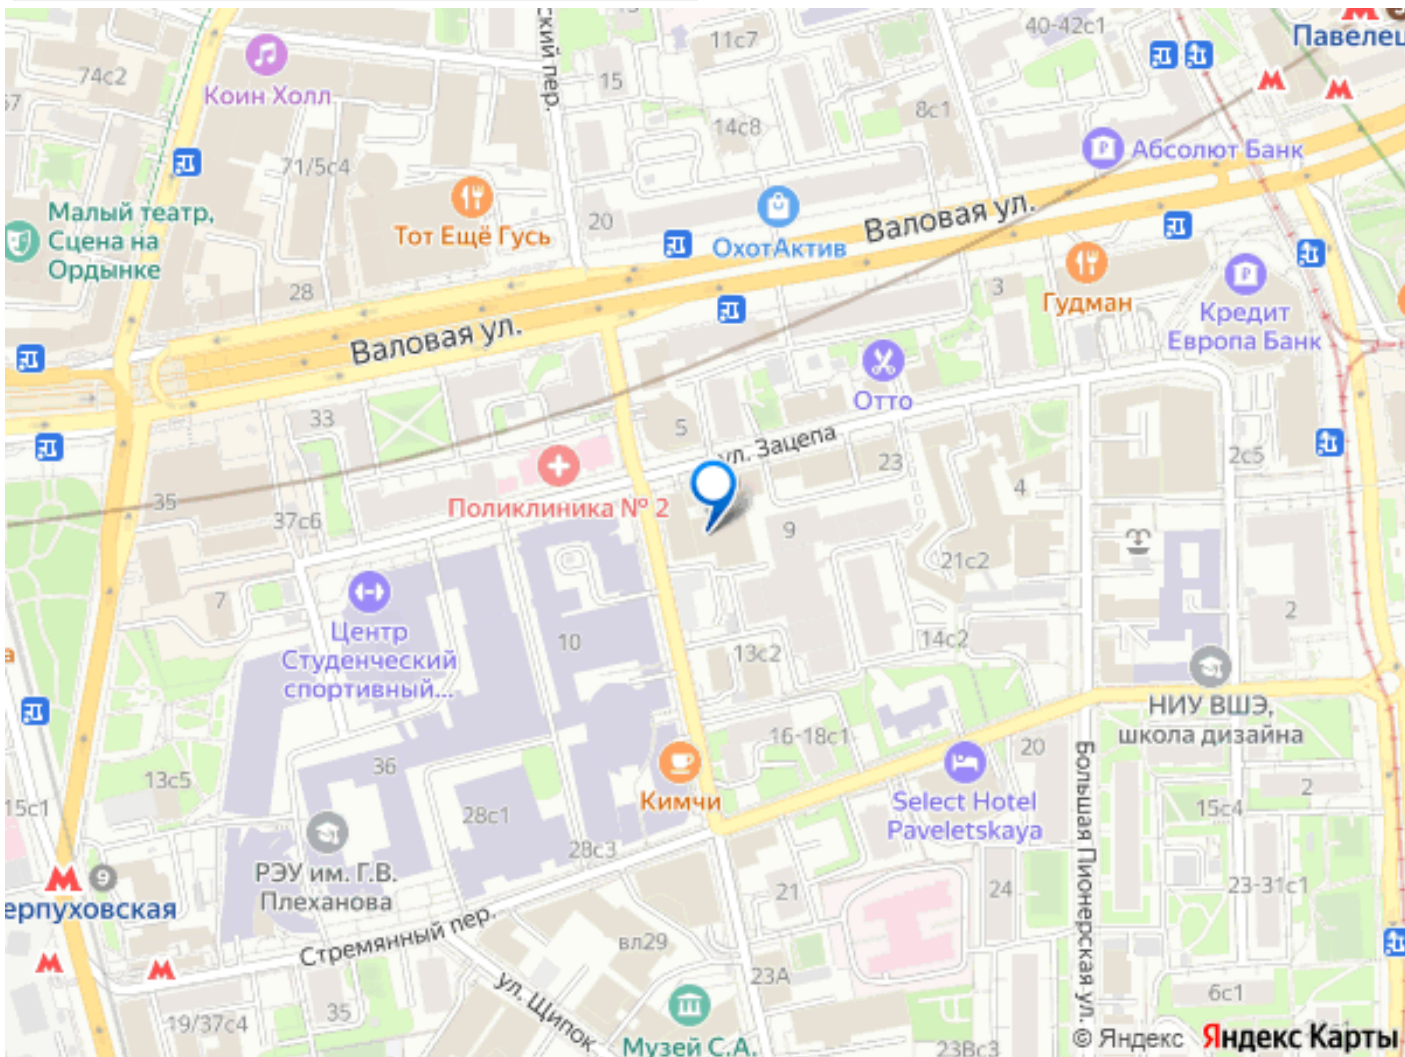 ский пер.
11с7
40-42с1
Павелец
74с2
Коин Холл
15
57
14с8
8с1
71/5с4
Абсолют Банк
Малый театр,
Сцена на
Ордынке
Тот Ещё Гусь
20
ОхотАктив
Валовая ул.
28
3
Гудман
Кредит
Европа Банк
Валовая ул.
Отто
33
5
ул. Зацепа
23
2с5
4
35
37с6
Поликлиника № 2
9
21с2
7
2
Центр
Студенческий
спортивный...
10
13с2
14с2
а
НИУ ВШЭ,
школа дизайна
16-18с1
20
36
13с5
Кимчи
Select Hotel
Paveletskaya
Большая Пионерская ул.
2
15с4
15с1
28с1
28с3
РЭУ им. Г.В.
Плеханова
9
ерпуховская
21
24
23-31с1
Стремянный пер.
вл29
23А
ул. Щипок
6с1
35
19/37с4
Музей С.А.
23Вс3
© Яндекс Яндекс Карты